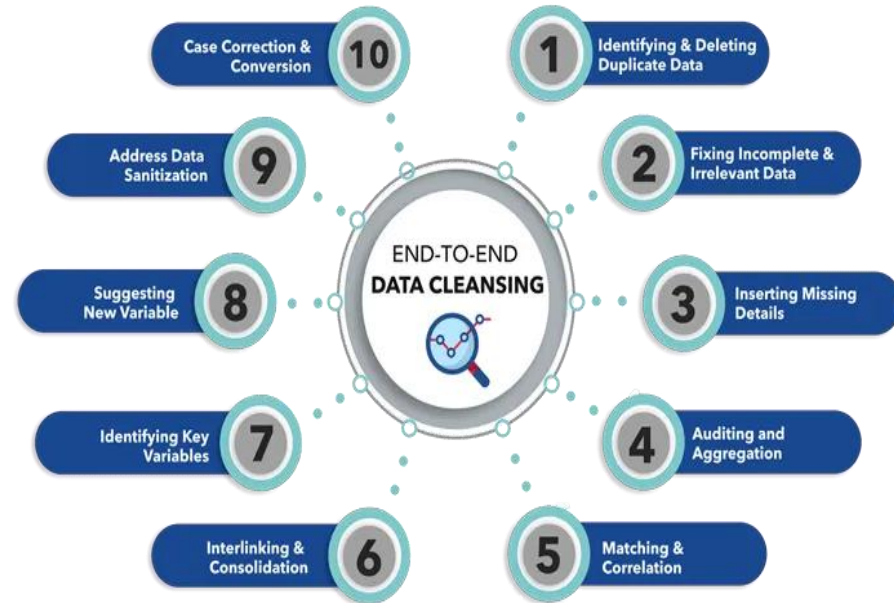 END-TO-END
DATA CLEANSING
1
Identifying & Deleting
Duplicate Data
2
Fixing Incomplete &
Irrelevant Data
3
Inserting Missing
Details
4
Auditing and
Aggregation
5
Matching &
Correlation
6
Interlinking &
Consolidation
7
Identifying Key
Variables
8
Suggesting
New Variable
9
Address Data
Sanitization
10
Case Correction &
Conversion